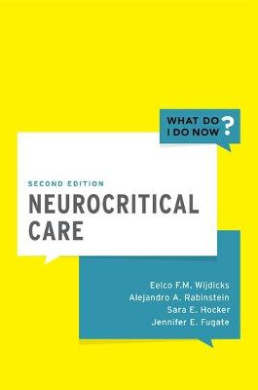 WHAT DO
I DO NOW ?
SECOND EDITION
NEUROCRITICAL
CARE
Eelco F.M. Wijdicks
Alejandro A. Rabinstein
Sara E. Hocker
Jennifer E. Fugate